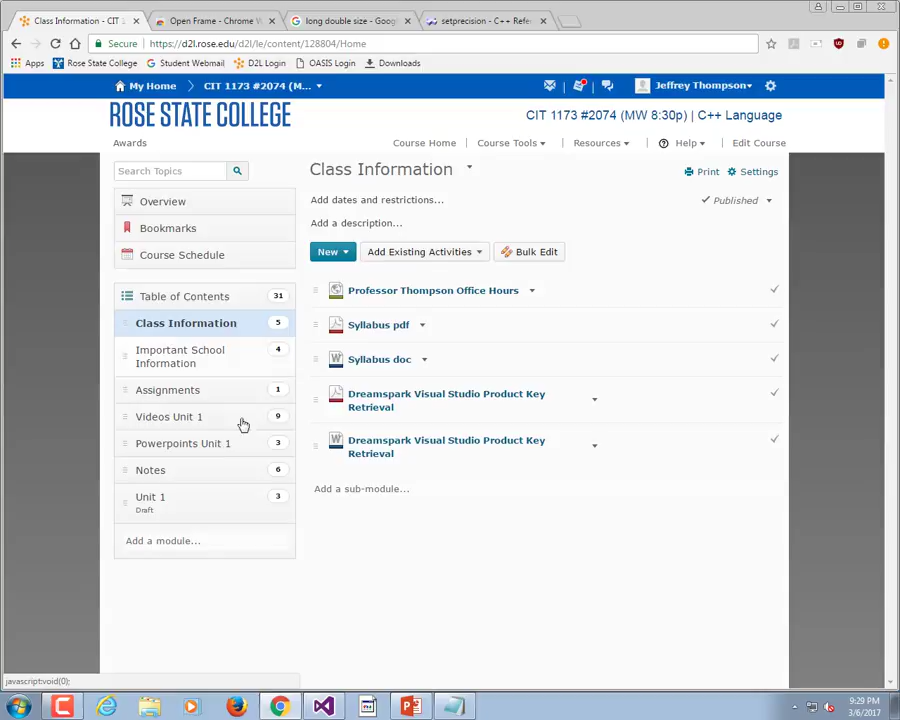 Class Information - CIT 1
Open Frame - Chrome W
long double size - Goog
setprecision - C++ Refe
Secure
https://d2l.rose.edu/d2l/le/content/128804/Home
Apps
Rose State College
Student Webmail
D2L Login
OASIS Login
Downloads
My Home
CIT 1173 #2074 (M...
Jeffrey Thompson
ROSE STATE COLLEGE
CIT 1173 #2074 (MW 8:30p) | C++ Language
Awards
Course Home
Course Tools
Resources
Help
Edit Course
Search Topics
Class Information
Print
Settings
Overview
Add dates and restrictions...
Published
Bookmarks
Add a description...
Course Schedule
New
Add Existing Activities
Bulk Edit
Table of Contents 31
Professor Thompson Office Hours
Class Information 5
Syllabus pdf
Important School
Information
4
Syllabus doc
Assignments 1
Dreamspark Visual Studio Product Key
Retrieval
Videos Unit 1 9
Powerpoints Unit 1 3
Dreamspark Visual Studio Product Key
Retrieval
Notes 6
Unit 1 3
Draft
Add a sub-module...
Add a module...
javascript:void(0);
9:29 PM
3/6/2017